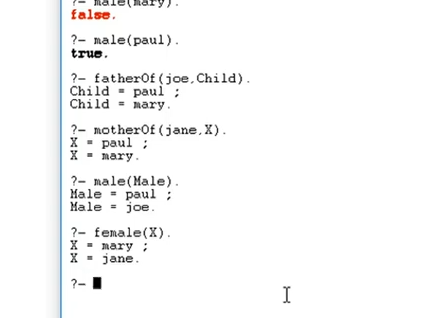 ?- male(mary).
false.
?- male(paul).
true.
?- fatherOf(joe,Child).
Child = paul ;
Child = mary.
?- motherOf(jane,X).
X = paul ;
X = mary.
?- male(Male).
Male = paul ;
Male = joe.
?- female(X).
X = mary ;
X = jane.
?-